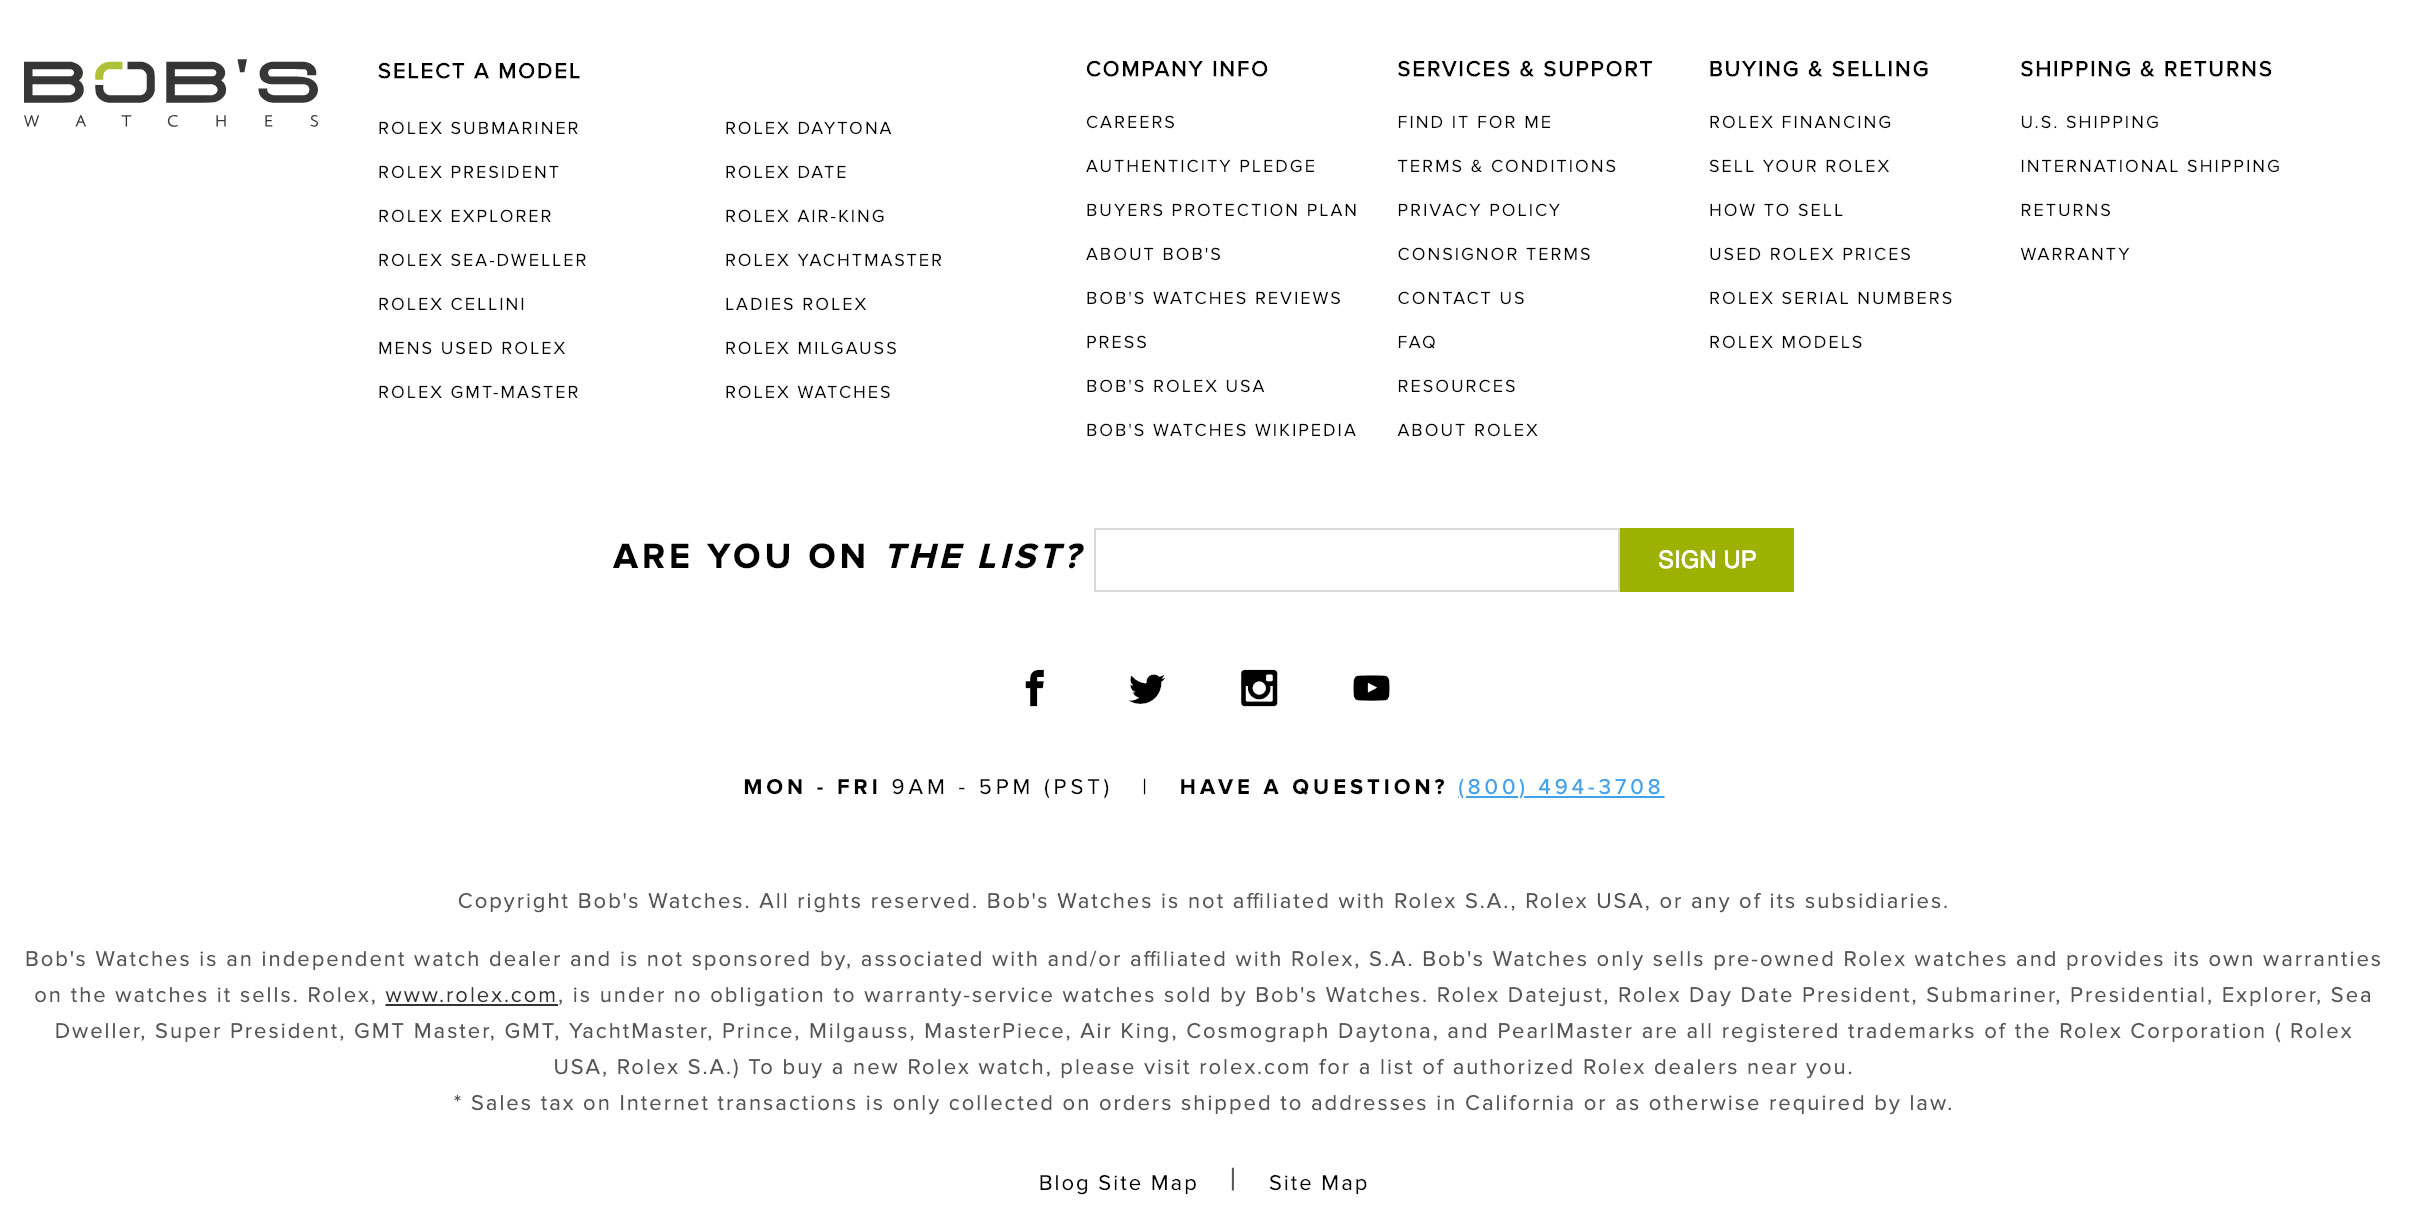 BOB'S
WATCHES
SELECT A MODEL
ROLEX SUBMARINER
ROLEX PRESIDENT
ROLEX EXPLORER
ROLEX SEA-DWELLER
ROLEX CELLINI
MENS USED ROLEX
ROLEX GMT-MASTER
ROLEX DAYTONA
ROLEX DATE
ROLEX AIR-KING
ROLEX YACHTMASTER
LADIES ROLEX
ROLEX MILGAUSS
ROLEX WATCHES
COMPANY INFO
CAREERS
AUTHENTICITY PLEDGE
BUYERS PROTECTION PLAN
ABOUT BOB'S
BOB'S WATCHES REVIEWS
PRESS
BOB'S ROLEX USA
BOB'S WATCHES WIKIPEDIA
SERVICES & SUPPORT
FIND IT FOR ME
TERMS & CONDITIONS
PRIVACY POLICY
CONSIGNOR TERMS
CONTACT US
FAQ
RESOURCES
ABOUT ROLEX
BUYING & SELLING
ROLEX FINANCING
SELL YOUR ROLEX
HOW TO SELL
USED ROLEX PRICES
ROLEX SERIAL NUMBERS
ROLEX MODELS
SHIPPING & RETURNS
U.S. SHIPPING
INTERNATIONAL SHIPPING
RETURNS
WARRANTY
ARE YOU ON THE LIST? SIGN UP
MON - FRI 9AM - 5PM (PST) | HAVE A QUESTION? (800) 494-3708
Copyright Bob's Watches. All rights reserved. Bob's Watches is not affiliated with Rolex S.A., Rolex USA, or any of its subsidiaries.
Bob's Watches is an independent watch dealer and is not sponsored by, associated with and/or affiliated with Rolex, S.A. Bob's Watches only sells pre-owned Rolex watches and provides its own warranties
on the watches it sells. Rolex, www.rolex.com, is under no obligation to warranty-service watches sold by Bob's Watches. Rolex Datejust, Rolex Day Date President, Submariner, Presidential, Explorer, Sea
Dweller, Super President, GMT Master, GMT, YachtMaster, Prince, Milgauss, MasterPiece, Air King, Cosmograph Daytona, and PearlMaster are all registered trademarks of the Rolex Corporation ( Rolex
USA, Rolex S.A.) To buy a new Rolex watch, please visit rolex.com for a list of authorized Rolex dealers near you.
* Sales tax on Internet transactions is only collected on orders shipped to addresses in California or as otherwise required by law.
Blog Site Map | Site Map